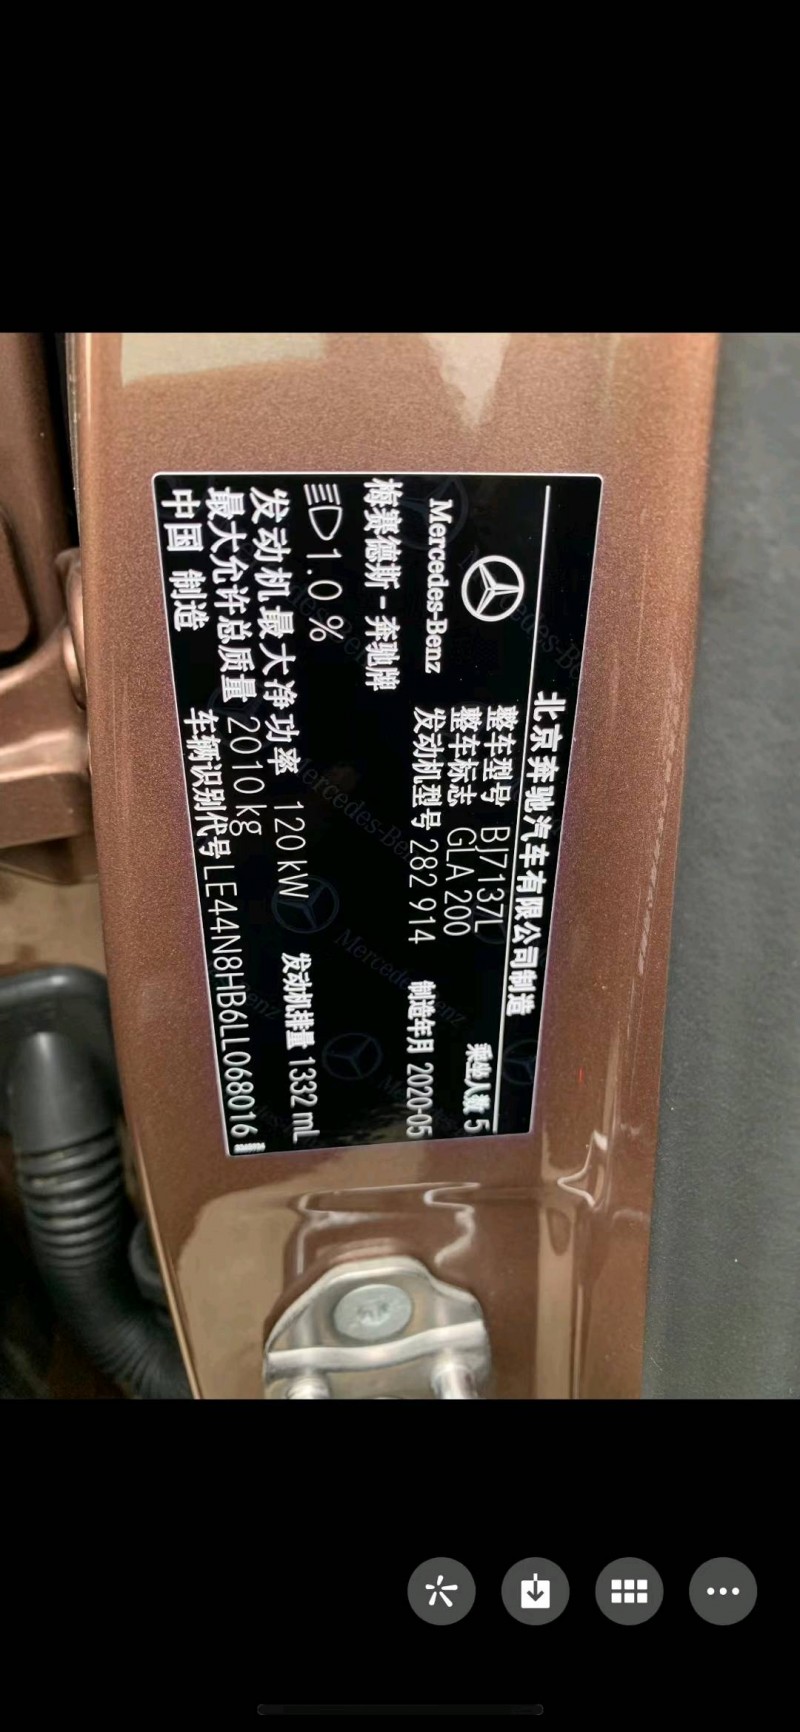 北京奔驰汽车有限公司制造
Mercedes-Benz
整车型号 BJ7137L 乘坐人数 5
整车标志 GLA 200
发动机型号 282 914 制造年月 2020-05
梅赛德斯-奔驰牌
1.0 %
发动机最大净功率 120 kW 发动机排量 1332 mL
最大允许总质量 2010 kg
中国 制造 车辆识别代号 LE44N8HB6LL068016